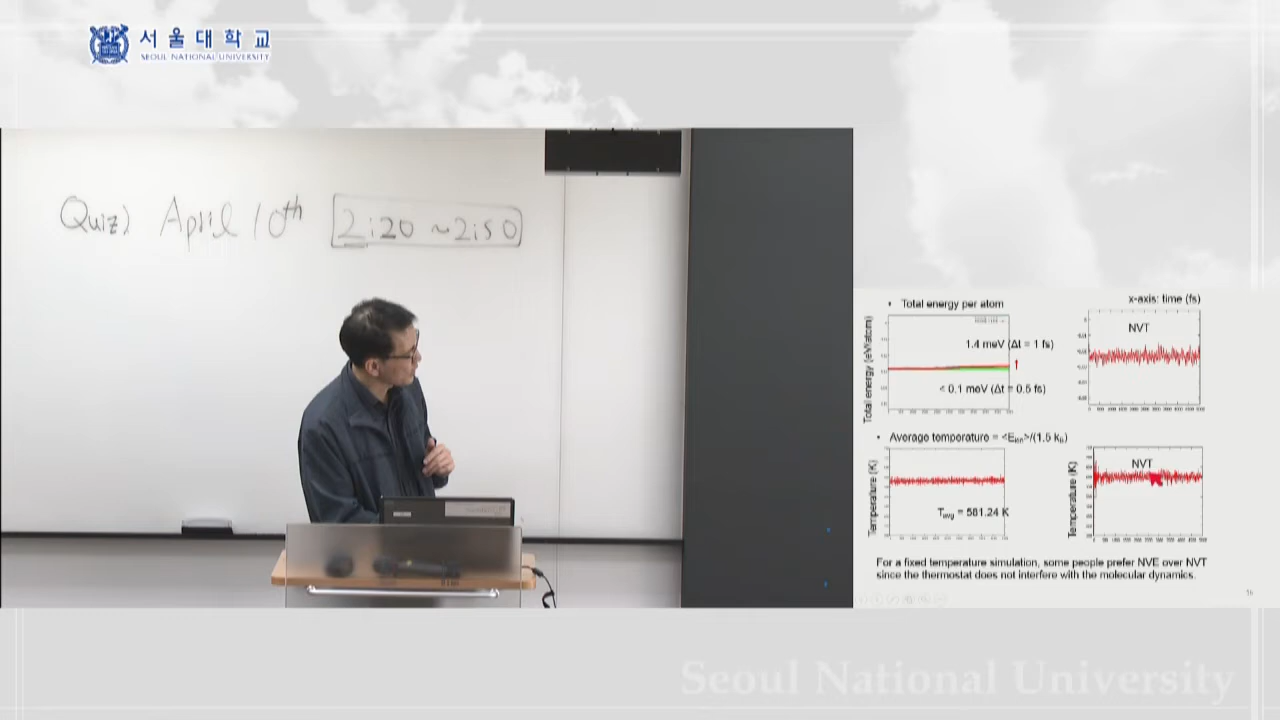 서울대학교
SEOUL NATIONAL UNIVERSITY
Quiz) April 10th 2:20 ~ 2:50
• Total energy per atom
x-axis: time (fs)
Total energy (eV/atom)
1.4 meV (Δt = 1 fs)
< 0.1 meV (Δt = 0.5 fs)
NVT
• Average temperature = <Ekin>/(1.5 kB)
Temperature (K)
Tavg = 581.24 K
Temperature (K)
NVT
For a fixed temperature simulation, some people prefer NVE over NVT
since the thermostat does not interfere with the molecular dynamics.
Seoul National University